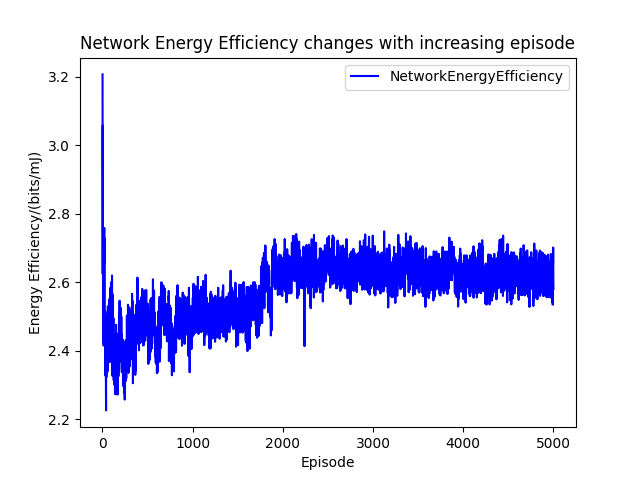 Network Energy Efficiency changes with increasing episode
NetworkEnergyEfficiency
Energy Efficiency/(bits/mJ)
3.2
3.0
2.8
2.6
2.4
2.2
0 1000 2000 3000 4000 5000
Episode